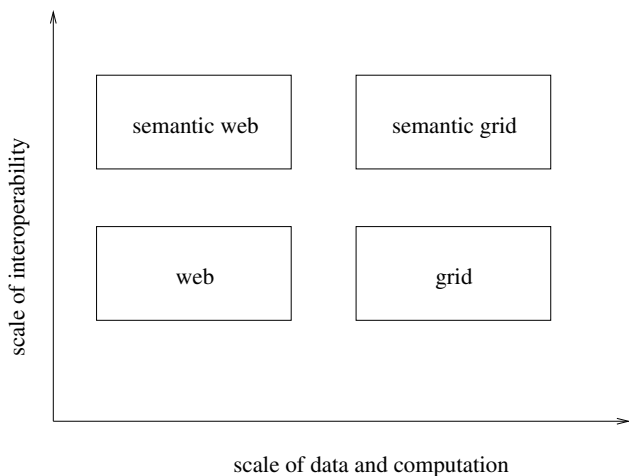 semantic web
semantic grid
scale of interoperability
web
grid
scale of data and computation